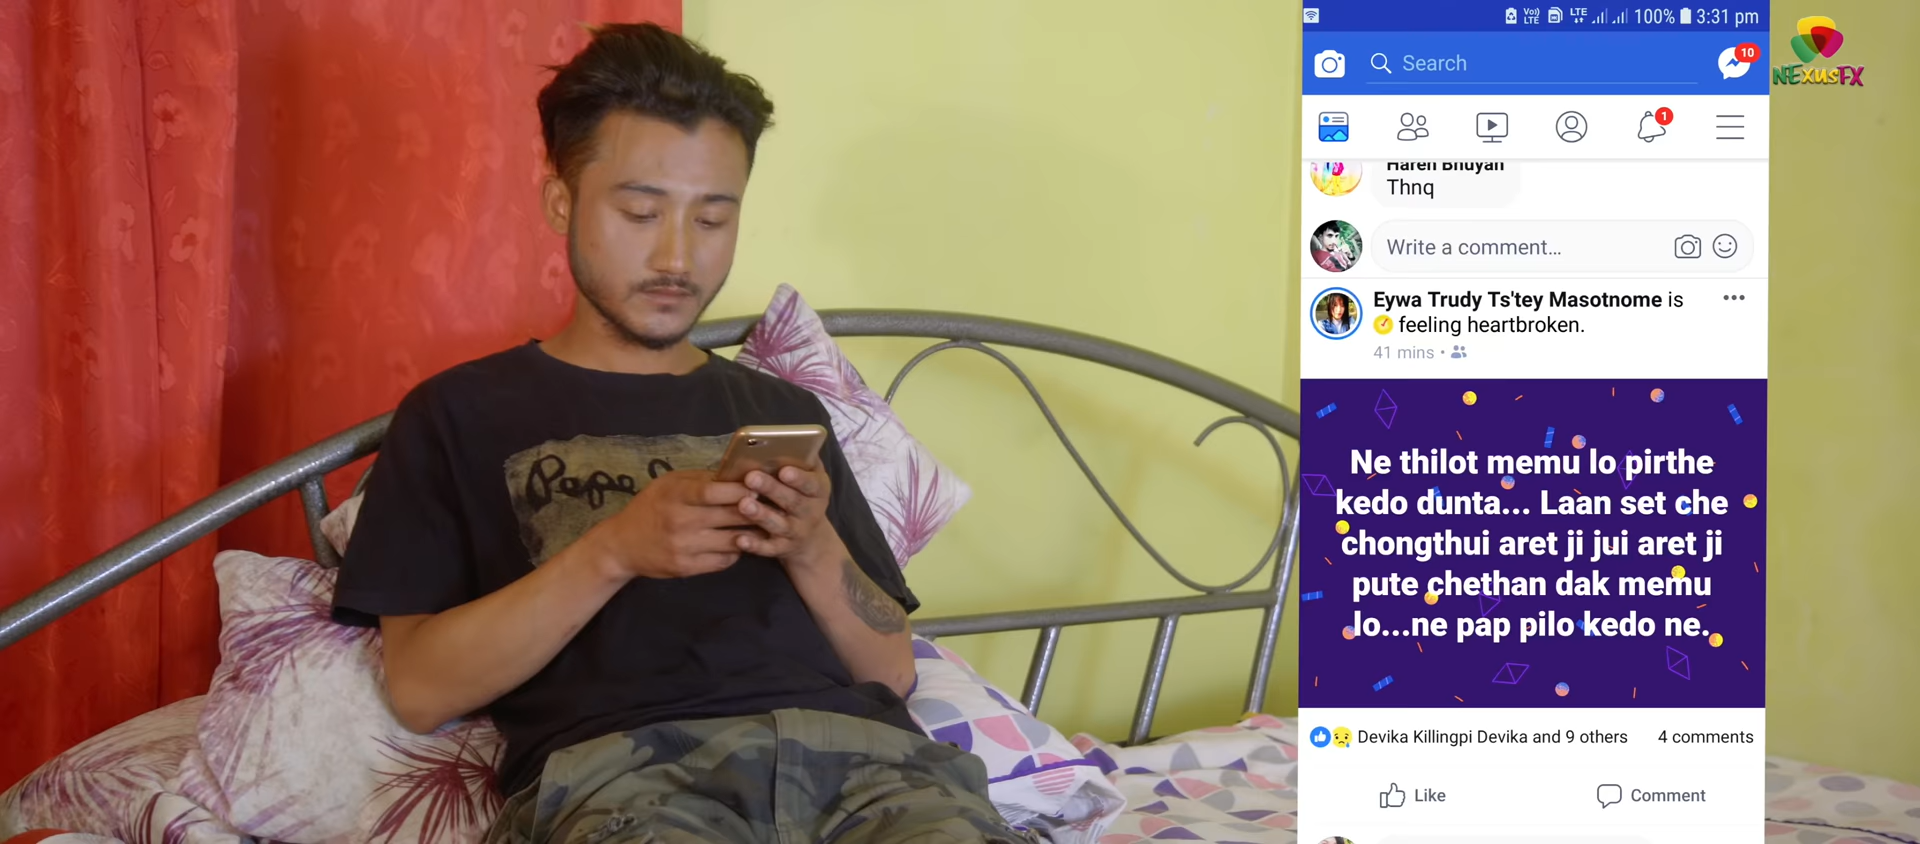 LTE 100% 3:31 pm
Search
10
1
Haren Bhuyan
Thnq
Write a comment...
Eywa Trudy Ts'tey Masotnome is
feeling heartbroken.
41 mins
Ne thilot memu lo pirthe
kedo dunta... Laan set che
chongthui aret ji jui aret ji
pute chethan dak memu
lo...ne pap pilo kedo ne.
Devika Killingpi Devika and 9 others 4 comments
Like Comment
NExusFX
Pepe